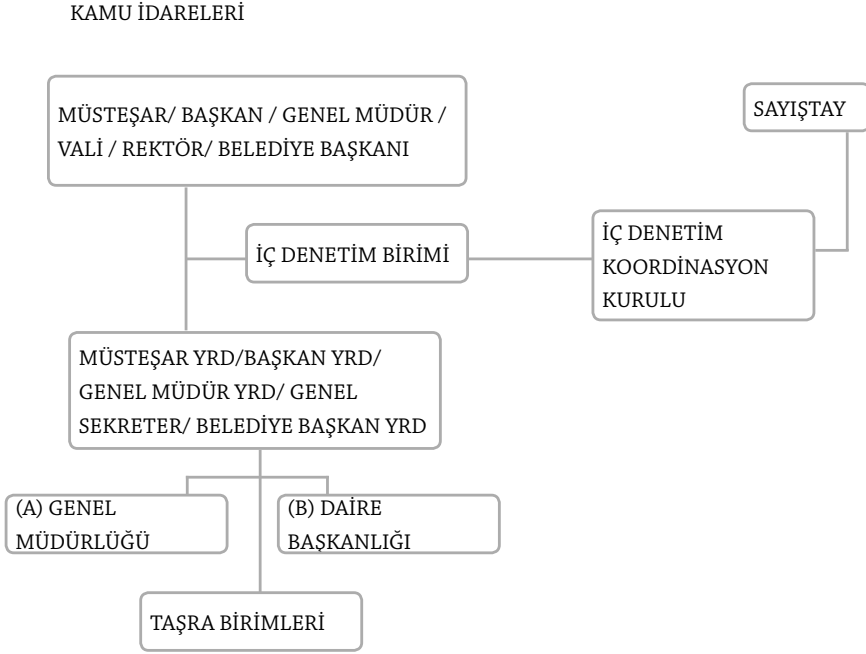 KAMU İDARELERİ
MÜSTEŞAR/ BAŞKAN / GENEL MÜDÜR /
VALİ / REKTÖR/ BELEDİYE BAŞKANI
SAYIŞTAY
İÇ DENETİM BİRİMİ
İÇ DENETİM
KOORDİNASYON
KURULU
MÜSTEŞAR YRD/BAŞKAN YRD/
GENEL MÜDÜR YRD/ GENEL
SEKRETER/ BELEDİYE BAŞKAN YRD
(A) GENEL
MÜDÜRLÜĞÜ
(B) DAİRE
BAŞKANLIĞI
TAŞRA BİRİMLERİ